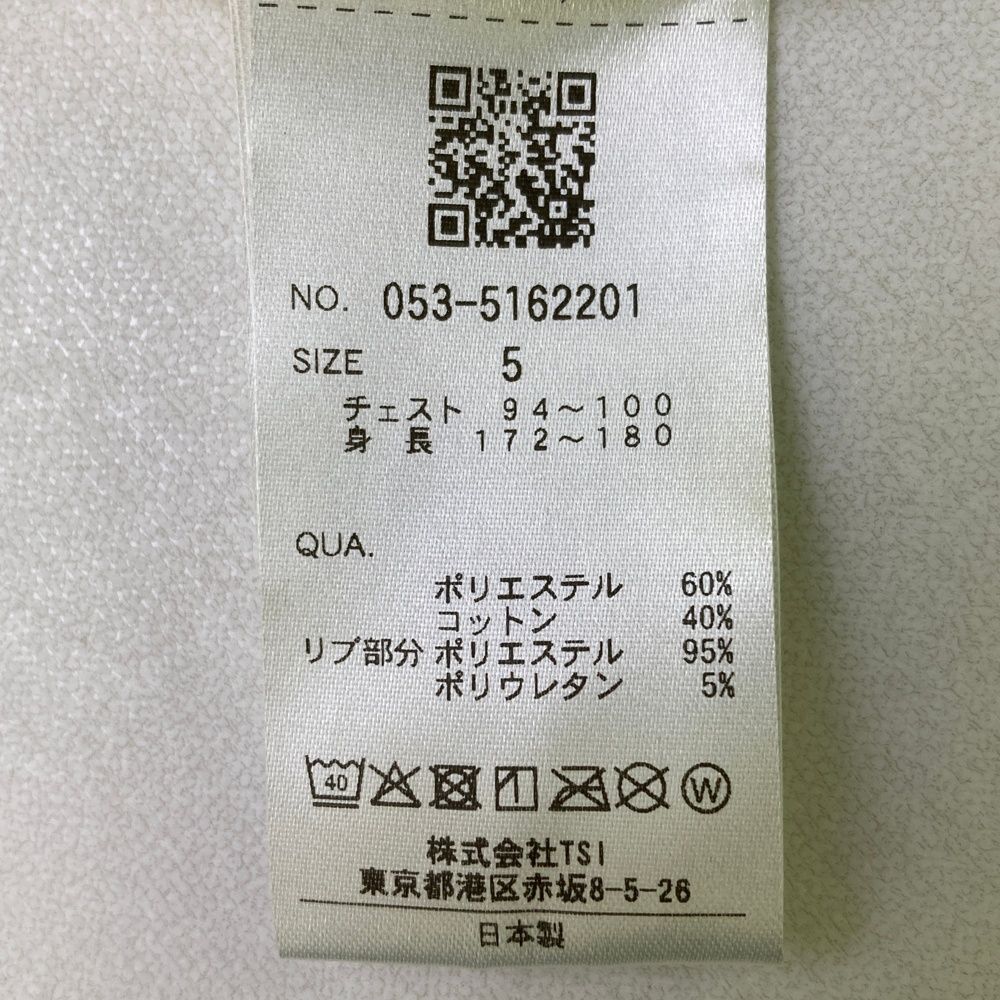 NO. 053-5162201
SIZE 5
チェスト 94～100
身長 172～180
QUA.
ポリエステル 60%
コットン 40%
リブ部分 ポリエステル 95%
ポリウレタン 5%
40 W
株式会社TSI
東京都港区赤坂8-5-26
日本製